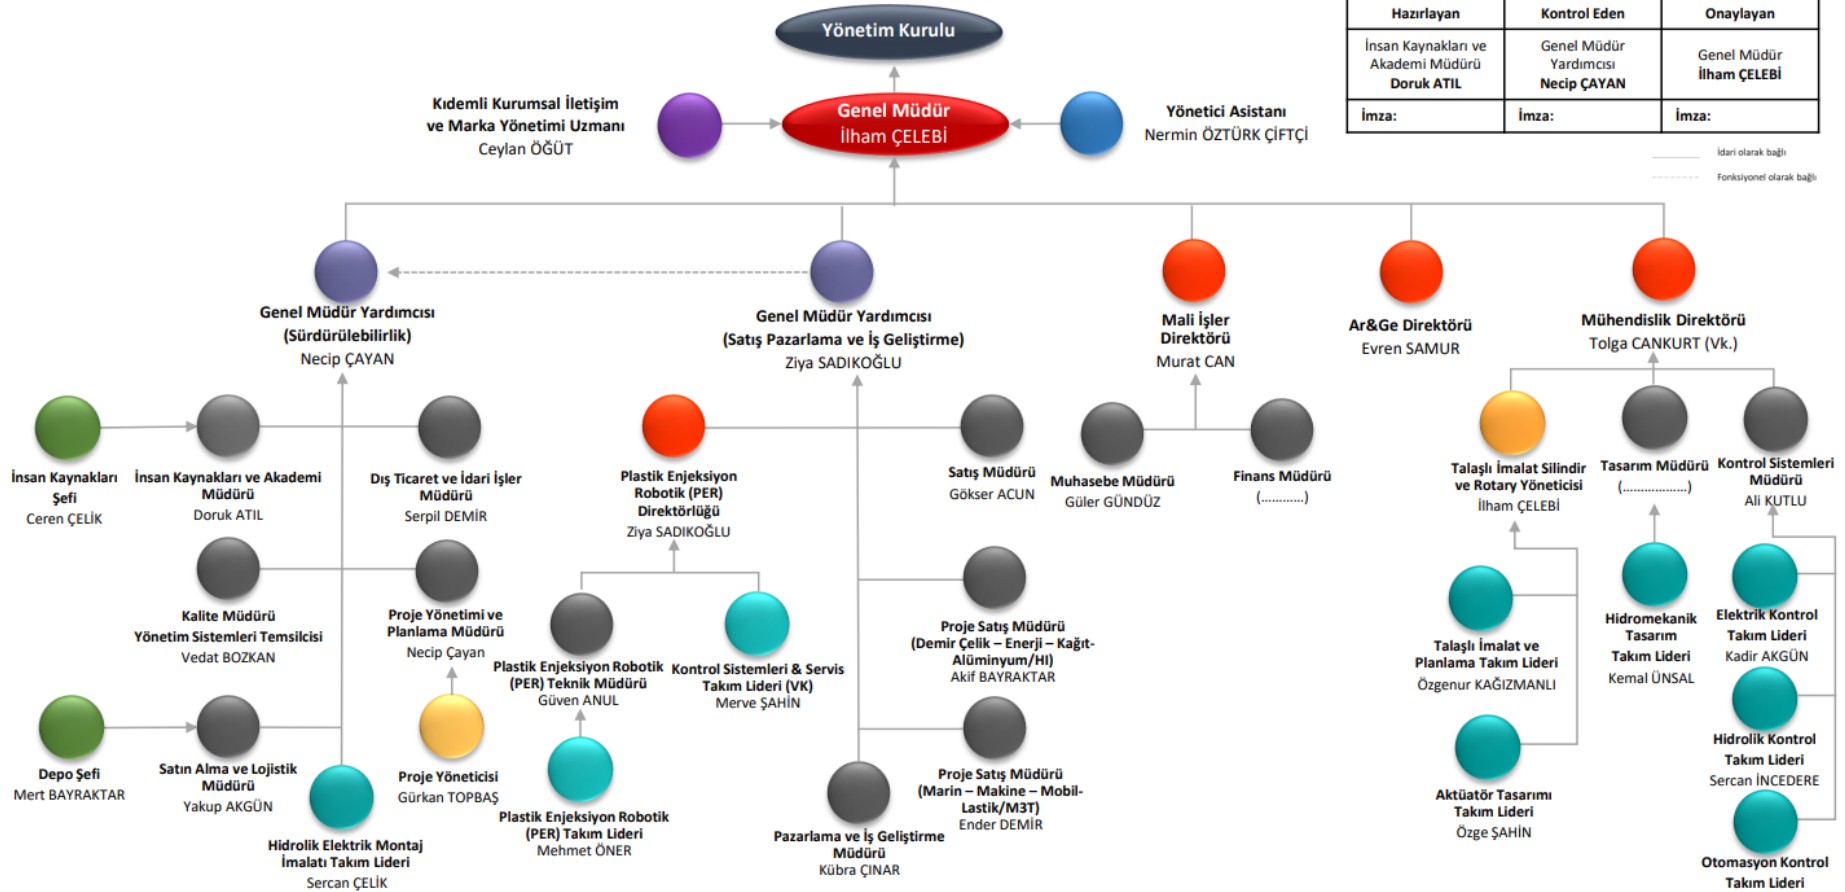 Yönetim Kurulu
Hazırlayan
Kontrol Eden
Onaylayan
İnsan Kaynakları ve
Akademi Müdürü
Doruk ATIL
Genel Müdür
Yardımcısı
Necip ÇAYAN
Genel Müdür
İlham ÇELEBİ
İmza:
İmza:
İmza:
Kıdemli Kurumsal İletişim
ve Marka Yönetimi Uzmanı
Ceylan ÖĞÜT
Genel Müdür
İlham ÇELEBİ
Yönetici Asistanı
Nermin ÖZTÜRK ÇİFTÇİ
İdari olarak bağlı
Fonksiyonel olarak bağlı
Genel Müdür Yardımcısı
(Sürdürülebilirlik)
Necip ÇAYAN
Genel Müdür Yardımcısı
(Satış Pazarlama ve İş Geliştirme)
Ziya SADIKOĞLU
Mali İşler
Direktörü
Murat CAN
Ar&Ge Direktörü
Evren SAMUR
Mühendislik Direktörü
Tolga CANKURT (Vk.)
İnsan Kaynakları
Şefi
Ceren ÇELİK
İnsan Kaynakları ve Akademi
Müdürü
Doruk ATIL
Dış Ticaret ve İdari İşler
Müdürü
Serpil DEMİR
Plastik Enjeksiyon
Robotik (PER)
Direktörlüğü
Ziya SADIKOĞLU
Satış Müdürü
Gökser ACUN
Muhasebe Müdürü
Güler GÜNDÜZ
Finans Müdürü
(............)
Talaşlı İmalat Silindir
ve Rotary Yöneticisi
İlham ÇELEBİ
Tasarım Müdürü
(.................)
Kontrol Sistemleri
Müdürü
Ali KUTLU
Kalite Müdürü
Yönetim Sistemleri Temsilcisi
Vedat BOZKAN
Proje Yönetimi ve
Planlama Müdürü
Necip Çayan
Plastik Enjeksiyon Robotik
(PER) Teknik Müdürü
Güven ANUL
Kontrol Sistemleri & Servis
Takım Lideri (VK)
Merve ŞAHİN
Proje Satış Müdürü
(Demir Çelik – Enerji – Kağıt-
Alüminyum/HI)
Akif BAYRAKTAR
Talaşlı İmalat ve
Planlama Takım Lideri
Özgenur KAĞIZMANLI
Hidromekanik
Tasarım
Takım Lideri
Kemal ÜNSAL
Elektrik Kontrol
Takım Lideri
Kadir AKGÜN
Depo Şefi
Mert BAYRAKTAR
Satın Alma ve Lojistik
Müdürü
Yakup AKGÜN
Hidrolik Elektrik Montaj
İmalatı Takım Lideri
Sercan ÇELİK
Proje Yöneticisi
Gürkan TOPBAŞ
Plastik Enjeksiyon Robotik
(PER) Takım Lideri
Mehmet ÖNER
Pazarlama ve İş Geliştirme
Müdürü
Kübra ÇINAR
Proje Satış Müdürü
(Marin – Makine – Mobil-
Lastik/M3T)
Ender DEMİR
Aktüatör Tasarımı
Takım Lideri
Özge ŞAHİN
Hidrolik Kontrol
Takım Lideri
Sercan İNCEDERE
Otomasyon Kontrol
Takım Lideri